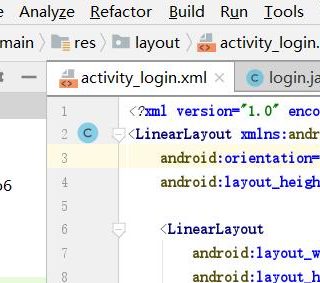 Analyze Refactor Build Run Tools
main res layout activity_login.
activity_login.xml login.ja
1 <?xml version="1.0" enco
2 <LinearLayout xmlns:andr
3 android:orientation=
4 android:layout_heigh
5
6 <LinearLayout
7 android:layout_w
8 android:layout_h